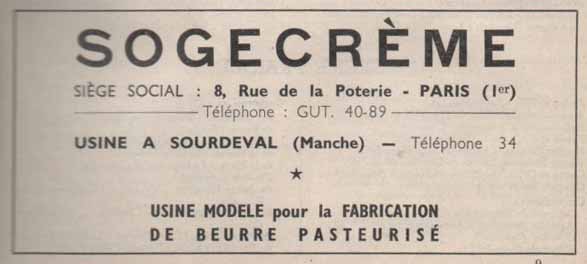 SOGECRÈME
SIÈGE SOCIAL : 8, Rue de la Poterie - PARIS (Ier)
Téléphone : GUT. 40-89
USINE A SOURDEVAL (Manche) — Téléphone 34
★
USINE MODELE pour la FABRICATION
DE BEURRE PASTEURISÉ